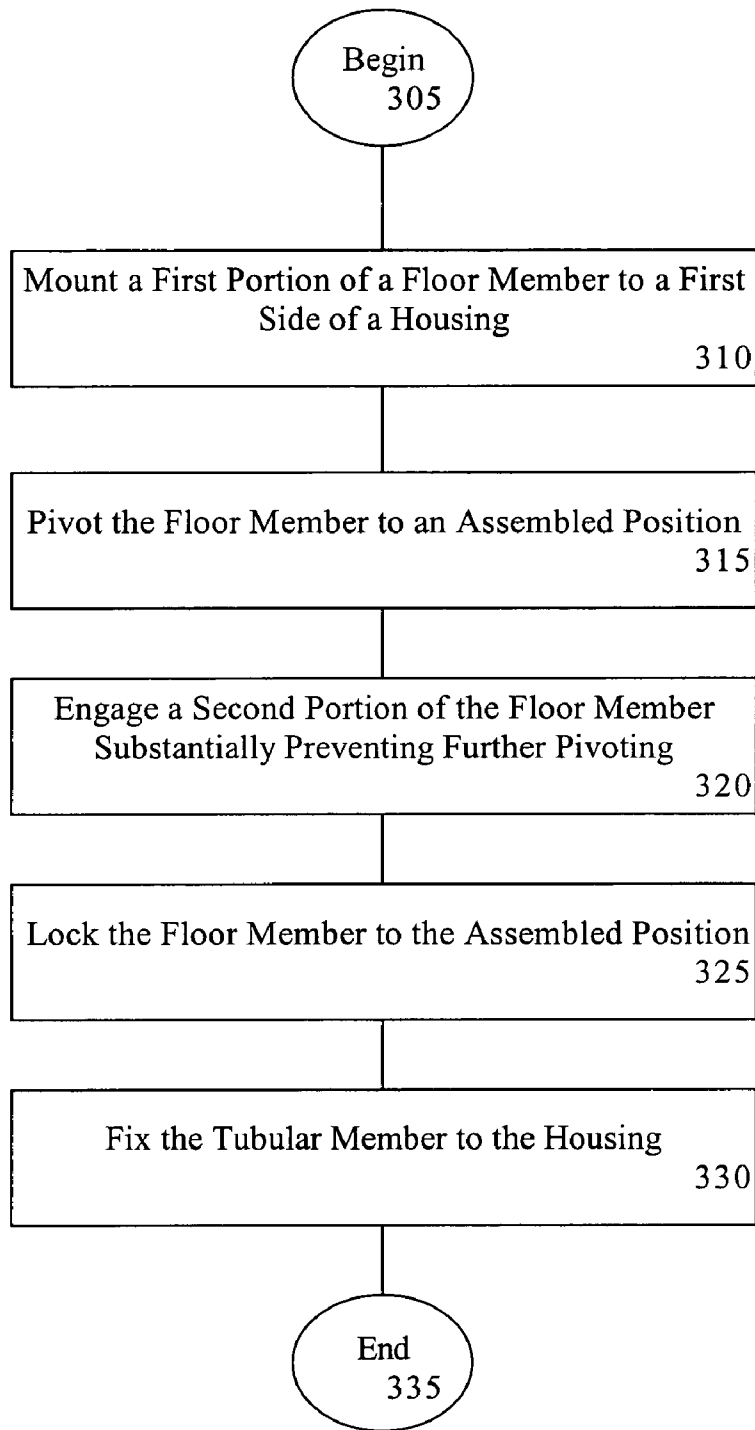 Begin
305
Mount a First Portion of a Floor Member to a First
Side of a Housing
310
Pivot the Floor Member to an Assembled Position
315
Engage a Second Portion of the Floor Member
Substantially Preventing Further Pivoting
320
Lock the Floor Member to the Assembled Position
325
Fix the Tubular Member to the Housing
330
End
335